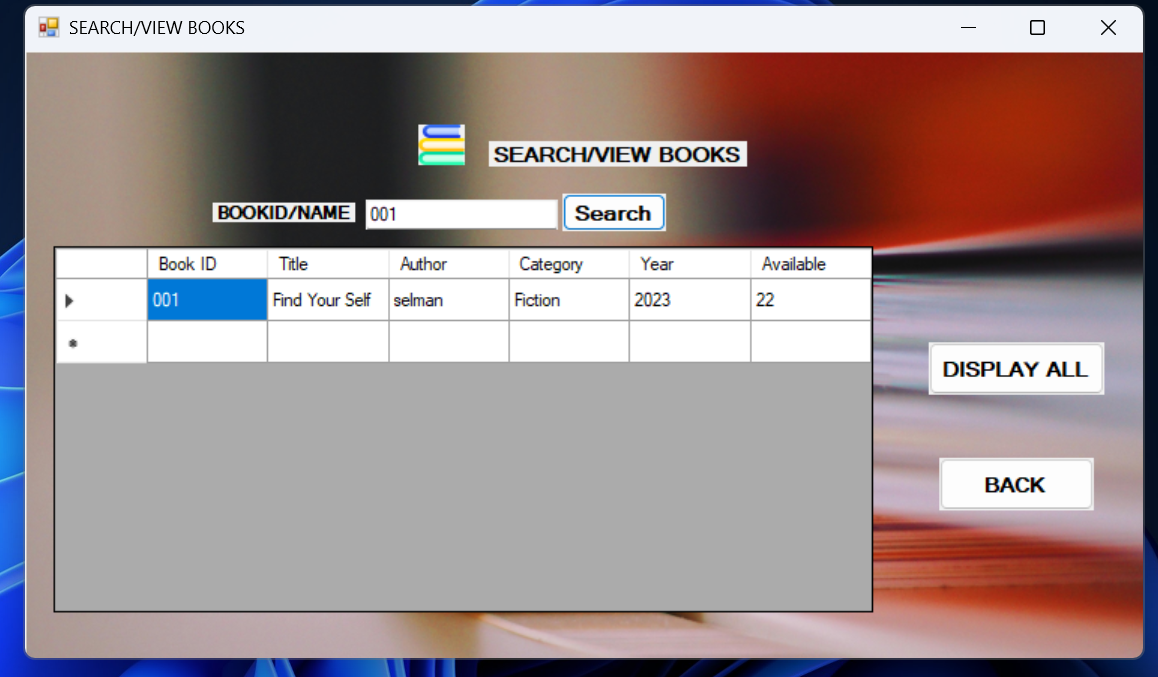 SEARCH/VIEW BOOKS
SEARCH/VIEW BOOKS
BOOKID/NAME 001 Search
Book ID Title Author Category Year Available
001 Find Your Self selman Fiction 2023 22
DISPLAY ALL
BACK